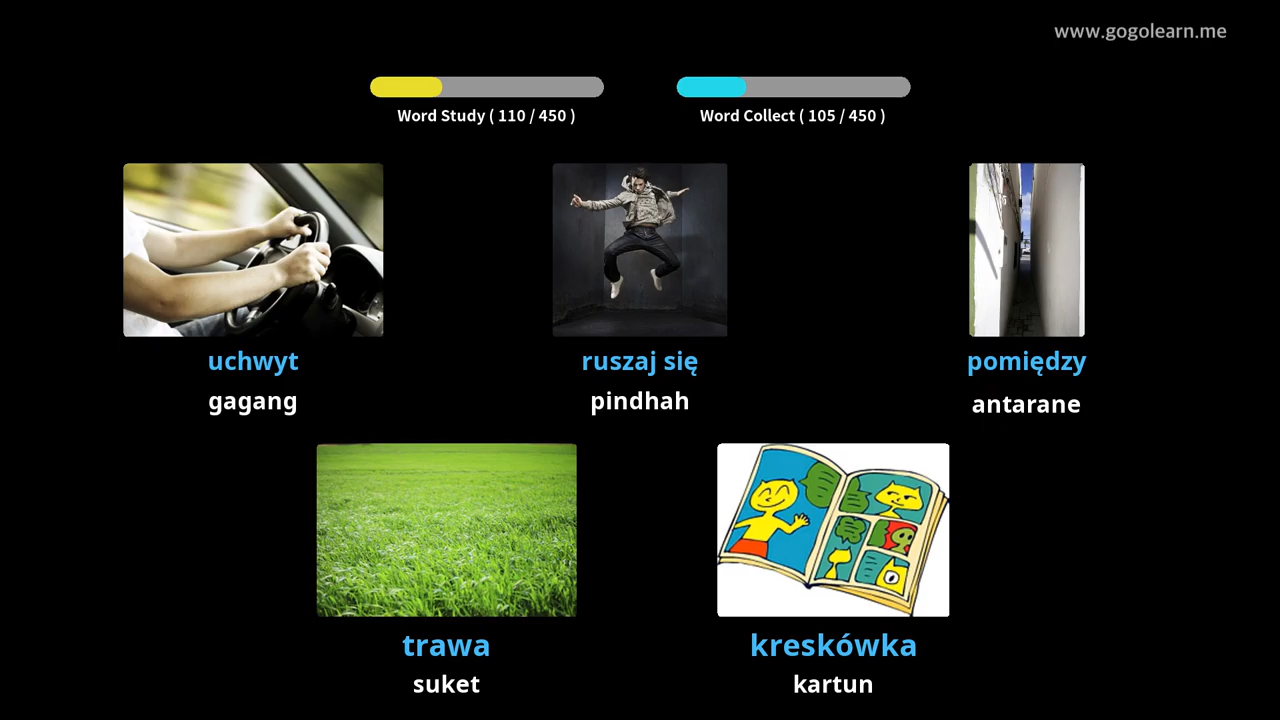 www.gogolearn.me
Word Study ( 110 / 450 )
Word Collect ( 105 / 450 )
uchwyt
gagang
ruszaj się
pindhah
pomiędzy
antarane
trawa
suket
kreskówka
kartun